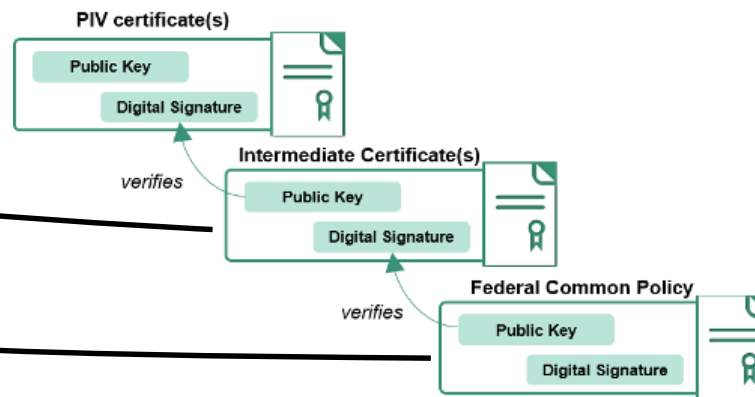 PIV certificate(s)
Public Key
Digital Signature
Intermediate Certificate(s)
verifies
Public Key
Digital Signature
Federal Common Policy
verifies
Public Key
Digital Signature